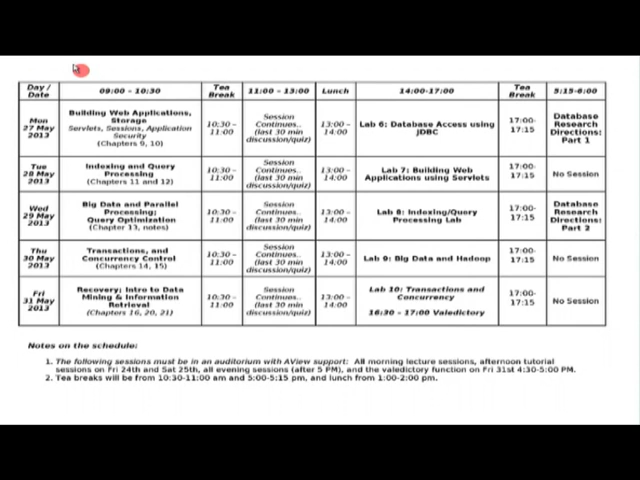 Day / Date 09:00 – 10:30 Tea Break 11:00 – 13:00 Lunch 14:00-17:00 Tea Break 5:15-6:00
Mon 27 May 2013 Building Web Applications, Storage Servlets, Sessions, Application Security (Chapters 9, 10) 10:30 – 11:00 Session Continues.. (last 30 min discussion/quiz) 13:00 – 14:00 Lab 6: Database Access using JDBC 17:00- 17:15 Database Research Directions: Part 1
Tue 28 May 2013 Indexing and Query Processing (Chapters 11 and 12) 10:30 – 11:00 Session Continues.. (last 30 min discussion/quiz) 13:00 – 14:00 Lab 7: Building Web Applications using Servlets 17:00- 17:15 No Session
Wed 29 May 2013 Big Data and Parallel Processing; Query Optimization (Chapter 13, notes) 10:30 – 11:00 Session Continues.. (last 30 min discussion/quiz) 13:00 – 14:00 Lab 8: Indexing/Query Processing Lab 17:00- 17:15 Database Research Directions: Part 2
Thu 30 May 2013 Transactions, and Concurrency Control (Chapters 14, 15) 10:30 – 11:00 Session Continues.. (last 30 min discussion/quiz) 13:00 – 14:00 Lab 9: Big Data and Hadoop 17:00- 17:15 No Session
Fri 31 May 2013 Recovery; Intro to Data Mining & Information Retrieval (Chapters 16, 20, 21) 10:30 – 11:00 Session Continues.. (last 30 min discussion/quiz) 13:00 – 14:00 Lab 10: Transactions and Concurrency 16:30 - 17:00 Valedictory 17:00- 17:15 No Session
Notes on the schedule:
1. The following sessions must be in an auditorium with AView support: All morning lecture sessions, afternoon tutorial
sessions on Fri 24th and Sat 25th, all evening sessions (after 5 PM), and the valedictory function on Fri 31st 4:30-5:00 PM.
2. Tea breaks will be from 10:30-11:00 am and 5:00-5:15 pm, and lunch from 1:00-2:00 pm.